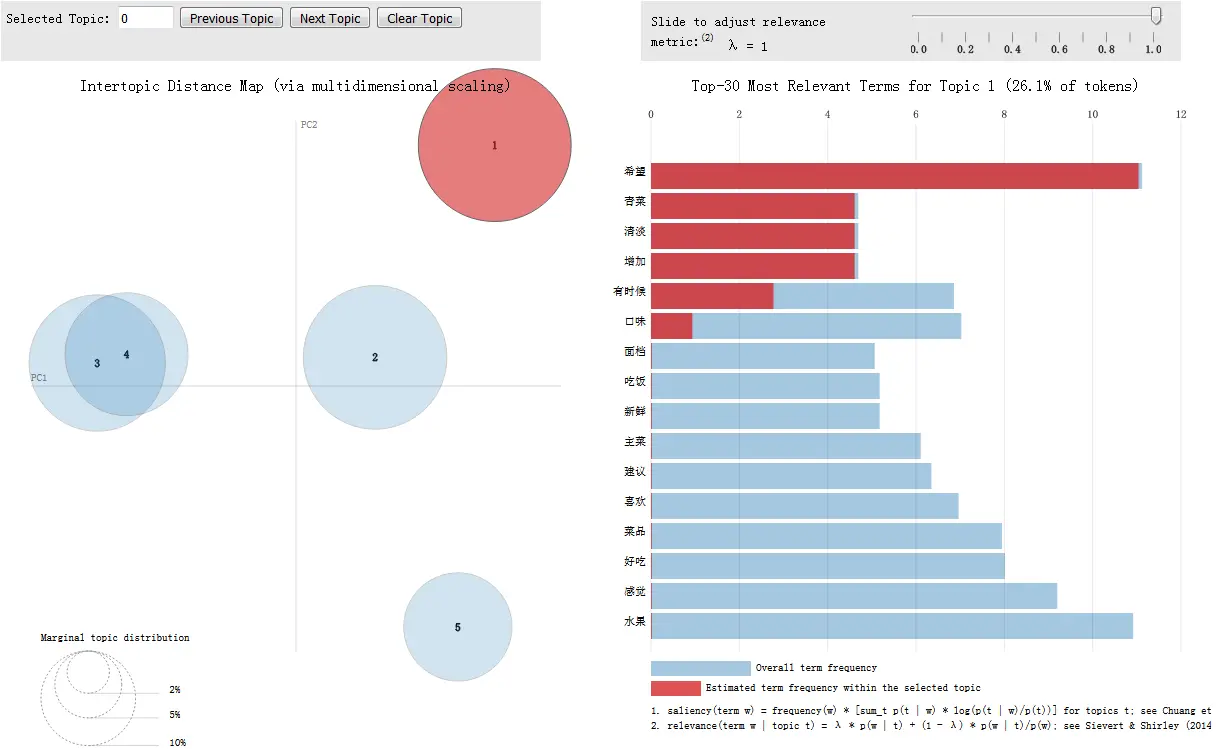 Selected Topic: 0 Previous Topic Next Topic Clear Topic
Slide to adjust relevance metric:(2) λ = 1
0.0 0.2 0.4 0.6 0.8 1.0
Intertopic Distance Map (via multidimensional scaling)
PC2
PC1
1
2
3
4
5
Marginal topic distribution
2%
5%
10%
Top-30 Most Relevant Terms for Topic 1 (26.1% of tokens)
0 2 4 6 8 10 12
希望
青菜
清淡
增加
有时候
口味
面档
吃饭
新鲜
主菜
建议
喜欢
菜品
好吃
感觉
水果
Overall term frequency
Estimated term frequency within the selected topic
1. saliency(term w) = frequency(w) * [sum_t p(t | w) * log(p(t | w)/p(t))] for topics t; see Chuang et
2. relevance(term w | topic t) = λ * p(w | t) + (1 - λ) * p(w | t)/p(w); see Sievert & Shirley (2014